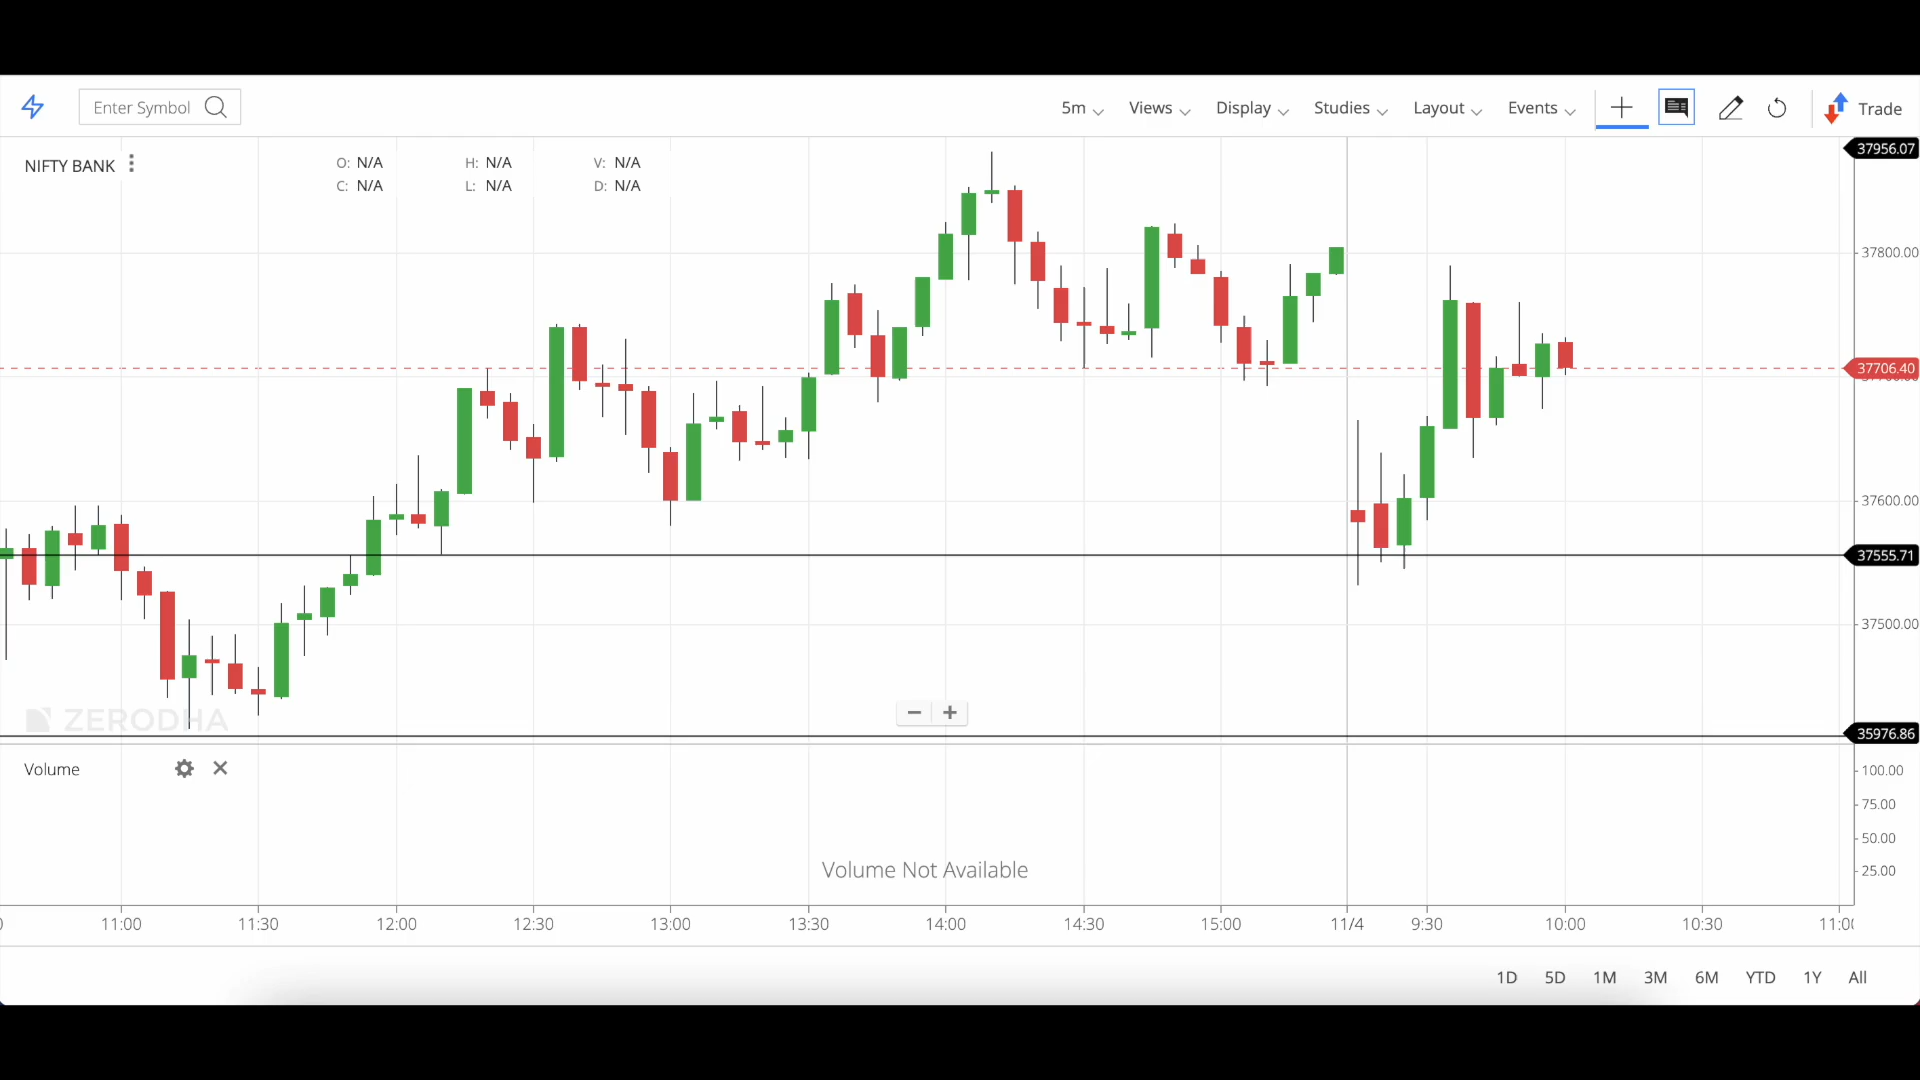 Enter Symbol 5m Views Display Studies Layout Events Trade
NIFTY BANK O: N/A H: N/A V: N/A
C: N/A L: N/A D: N/A
37956.07
37800.00
37706.40
37600.00
37555.71
37500.00
ZERODHA
35976.86
Volume
100.00
75.00
50.00
Volume Not Available
25.00
11:00 11:30 12:00 12:30 13:00 13:30 14:00 14:30 15:00 11/4 9:30 10:00 10:30
1D 5D 1M 3M 6M YTD 1Y All